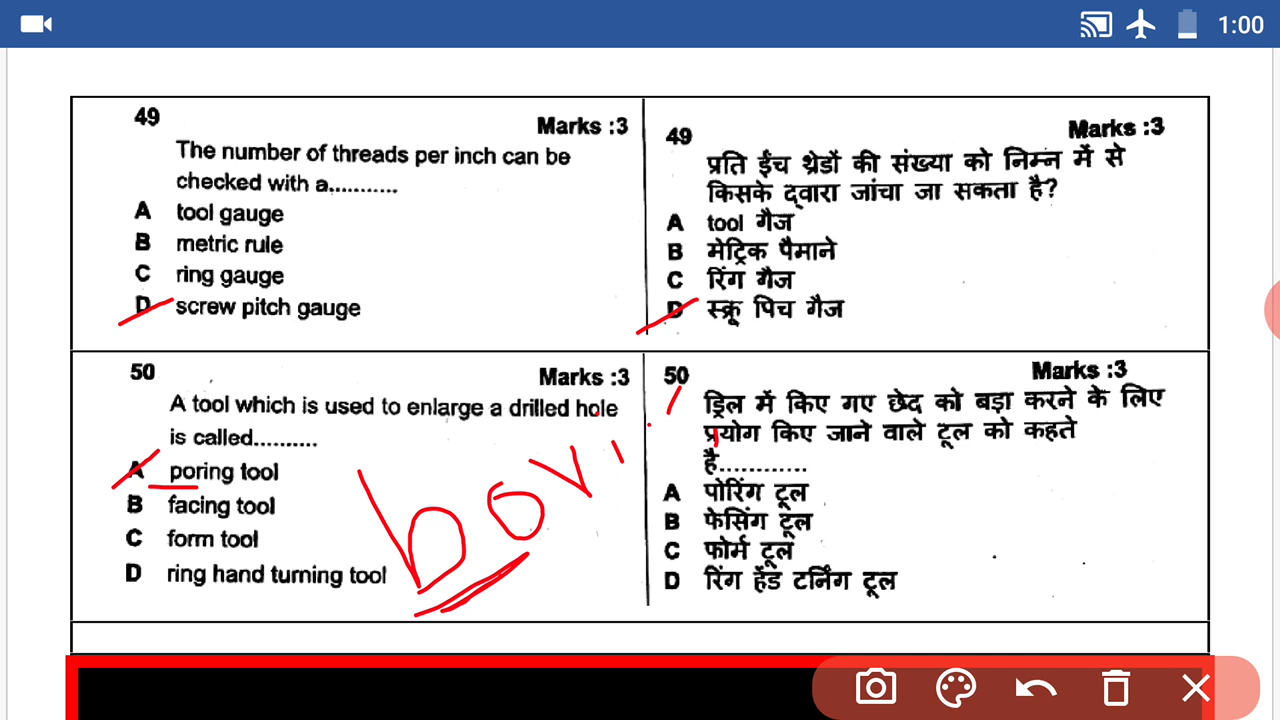 1:00
49
Marks :3
The number of threads per inch can be
checked with a...........
A tool gauge
B metric rule
C ring gauge
D screw pitch gauge
49
Marks :3
प्रति ईंच थ्रेडों की संख्या को निम्न में से
किसके द्वारा जांचा जा सकता है?
A tool गैज
B मेट्रिक पैमाने
C रिंग गैज
D स्क्रू पिच गैज
50
Marks :3
A tool which is used to enlarge a drilled hole
is called..........
A poring tool
B facing tool
C form tool
D ring hand turning tool
bori
50
Marks :3
ड्रिल में किए गए छेद को बड़ा करने के लिए
प्रयोग किए जाने वाले टूल को कहते
है............
A पोरिंग टूल
B फेसिंग टूल
C फोर्म टूल
D रिंग हेंड टर्निंग टूल